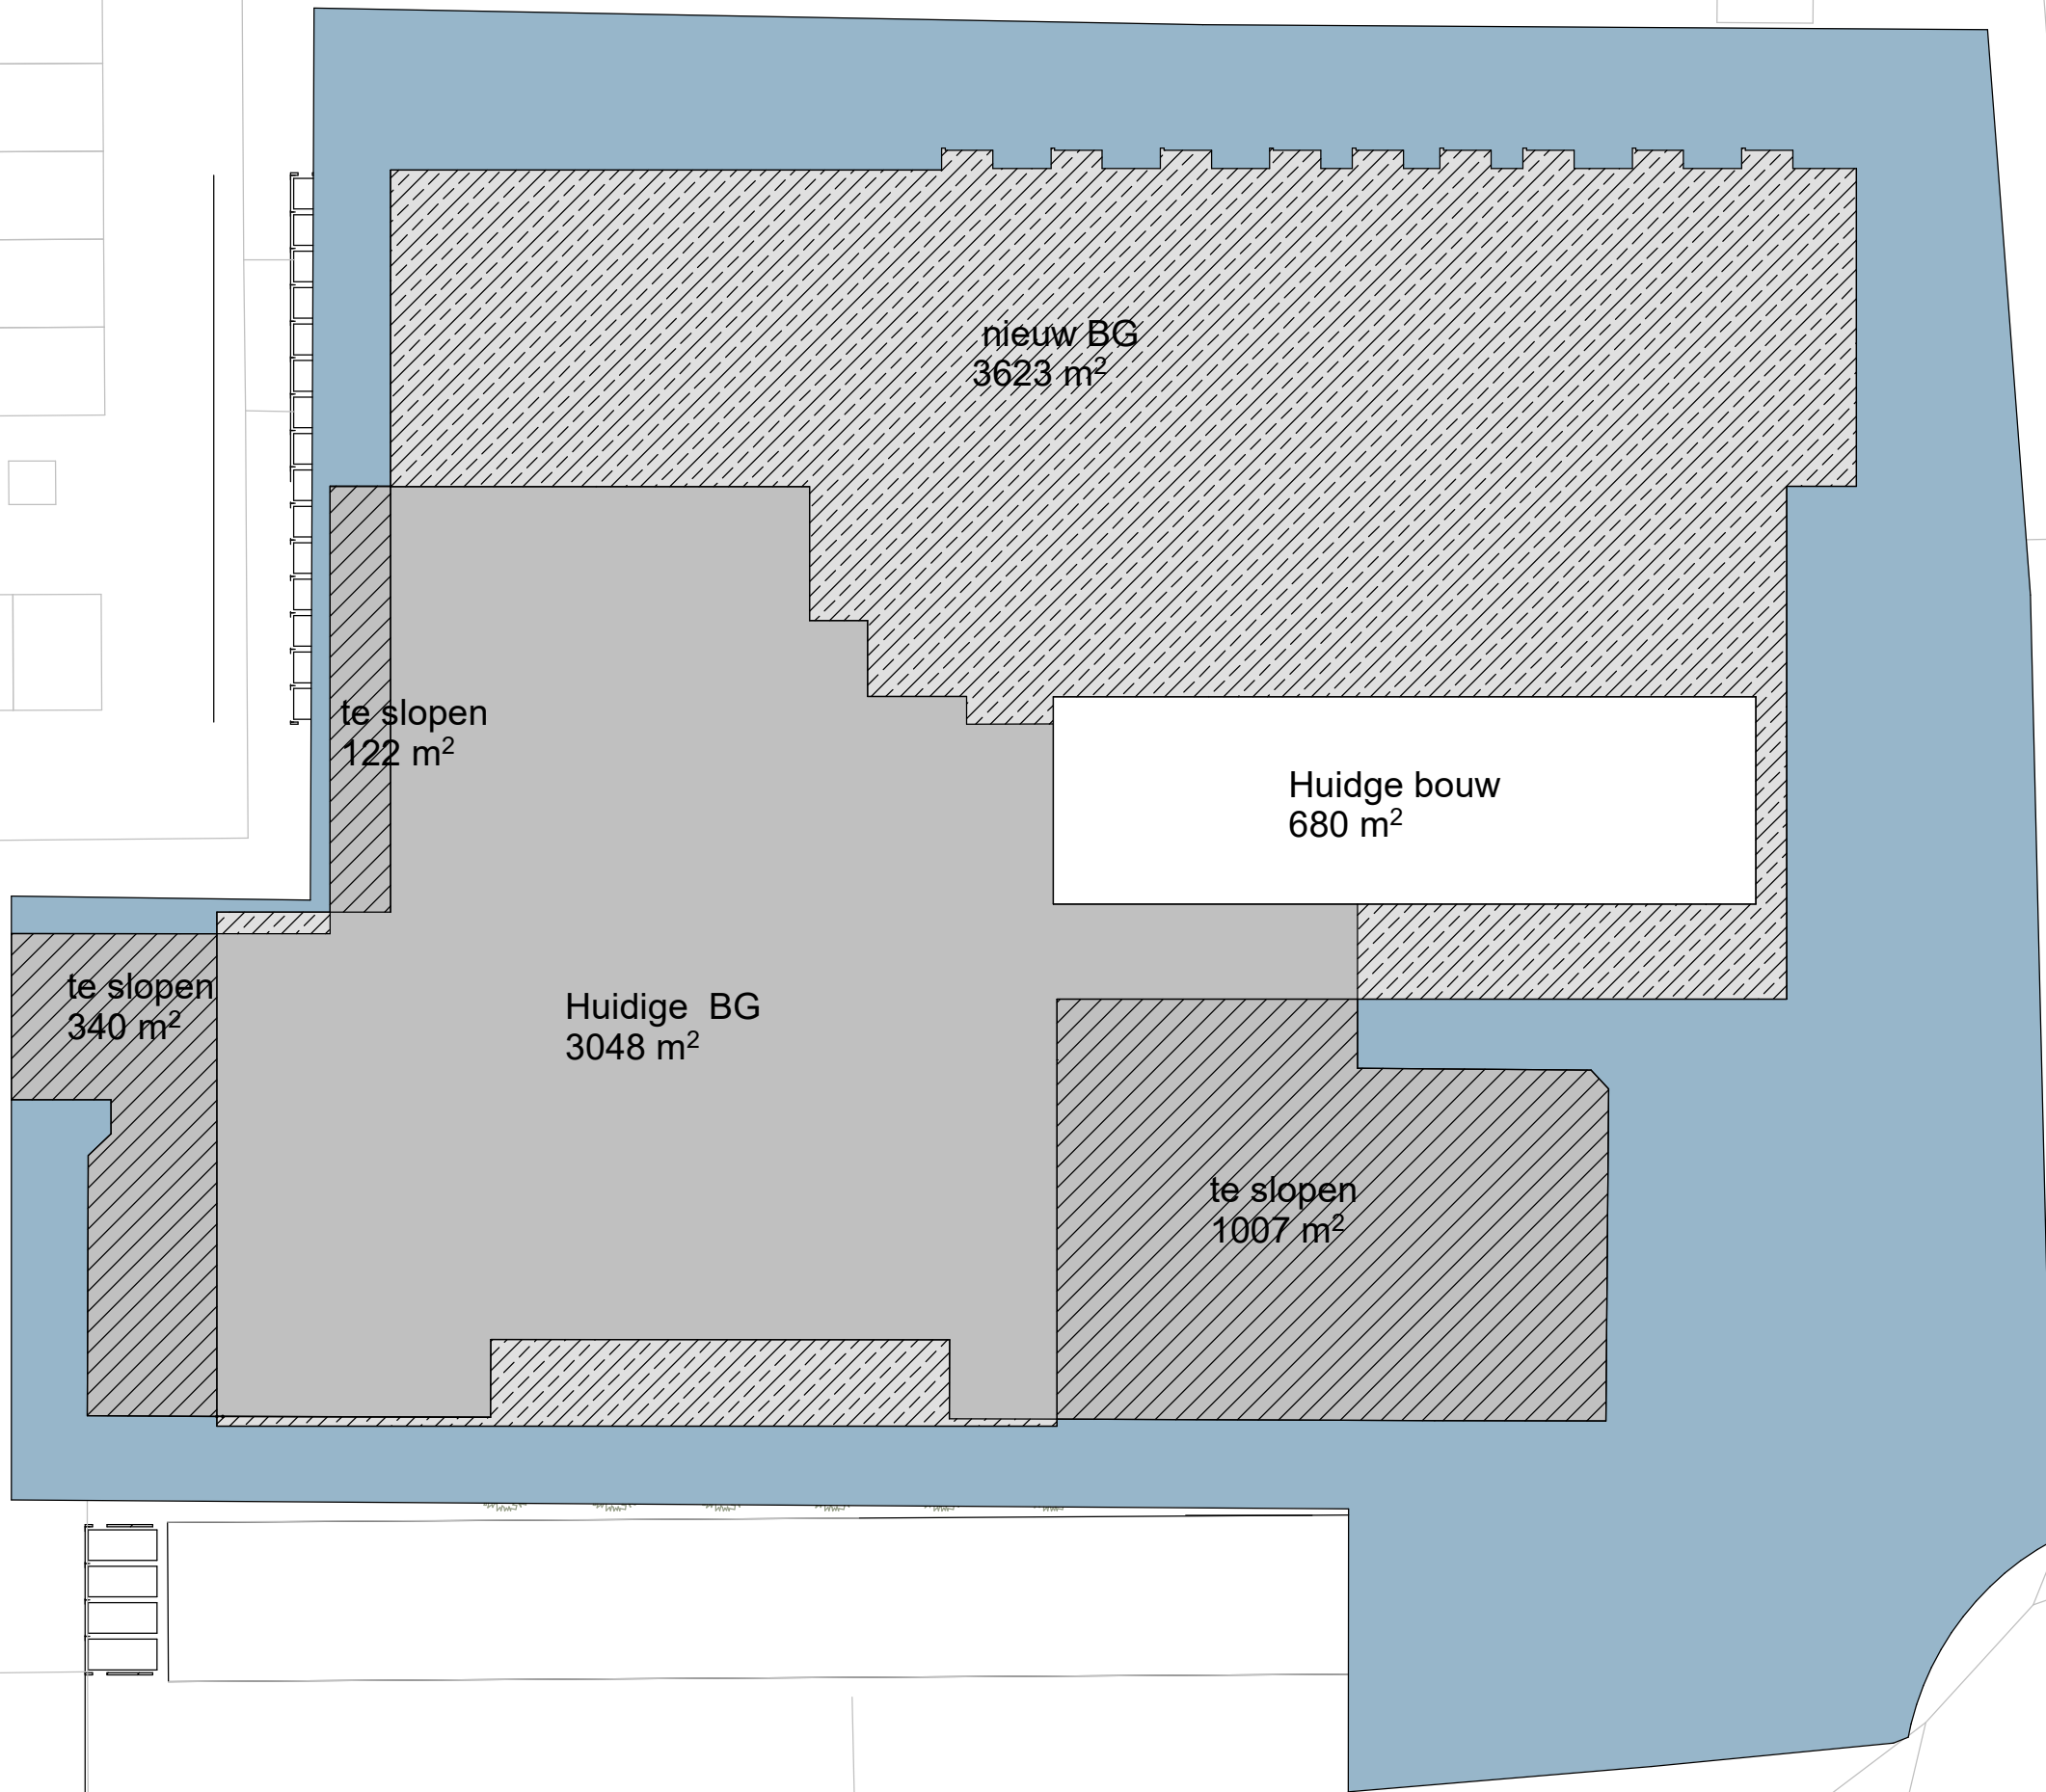 nieuw BG
3623 m²
te slopen
122 m²
Huidge bouw
680 m²
te slopen
340 m²
Huidige BG
3048 m²
te slopen
1007 m²